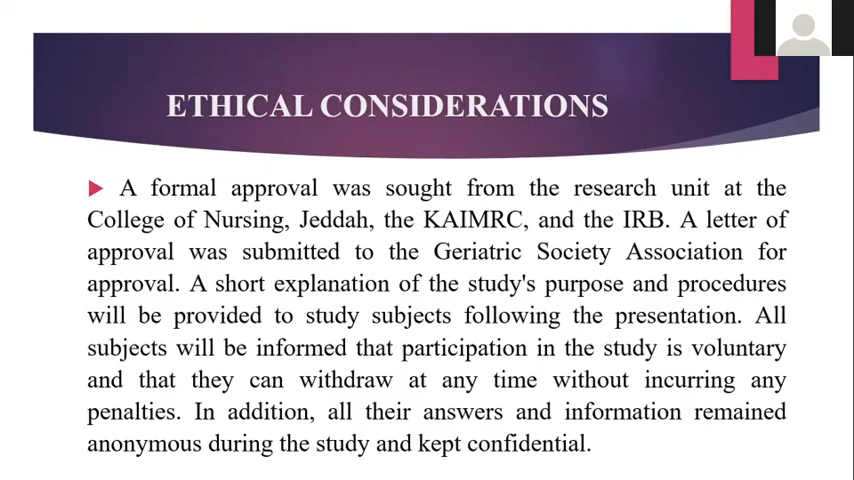 ETHICAL CONSIDERATIONS
A formal approval was sought from the research unit at the
College of Nursing, Jeddah, the KAIMRC, and the IRB. A letter of
approval was submitted to the Geriatric Society Association for
approval. A short explanation of the study's purpose and procedures
will be provided to study subjects following the presentation. All
subjects will be informed that participation in the study is voluntary
and that they can withdraw at any time without incurring any
penalties. In addition, all their answers and information remained
anonymous during the study and kept confidential.